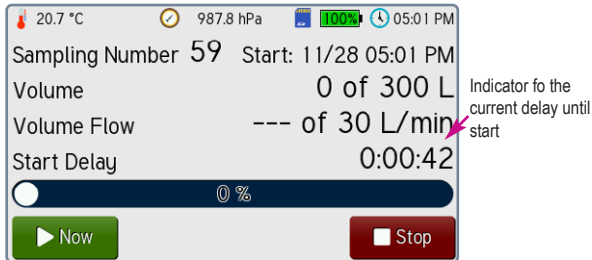 20.7 °C 987.8 hPa 100% 05:01 PM
Sampling Number 59 Start: 11/28 05:01 PM
Volume 0 of 300 L
Volume Flow --- of 30 L/min
Start Delay 0:00:42
0 %
Now Stop
Indicator fo the
current delay until
start